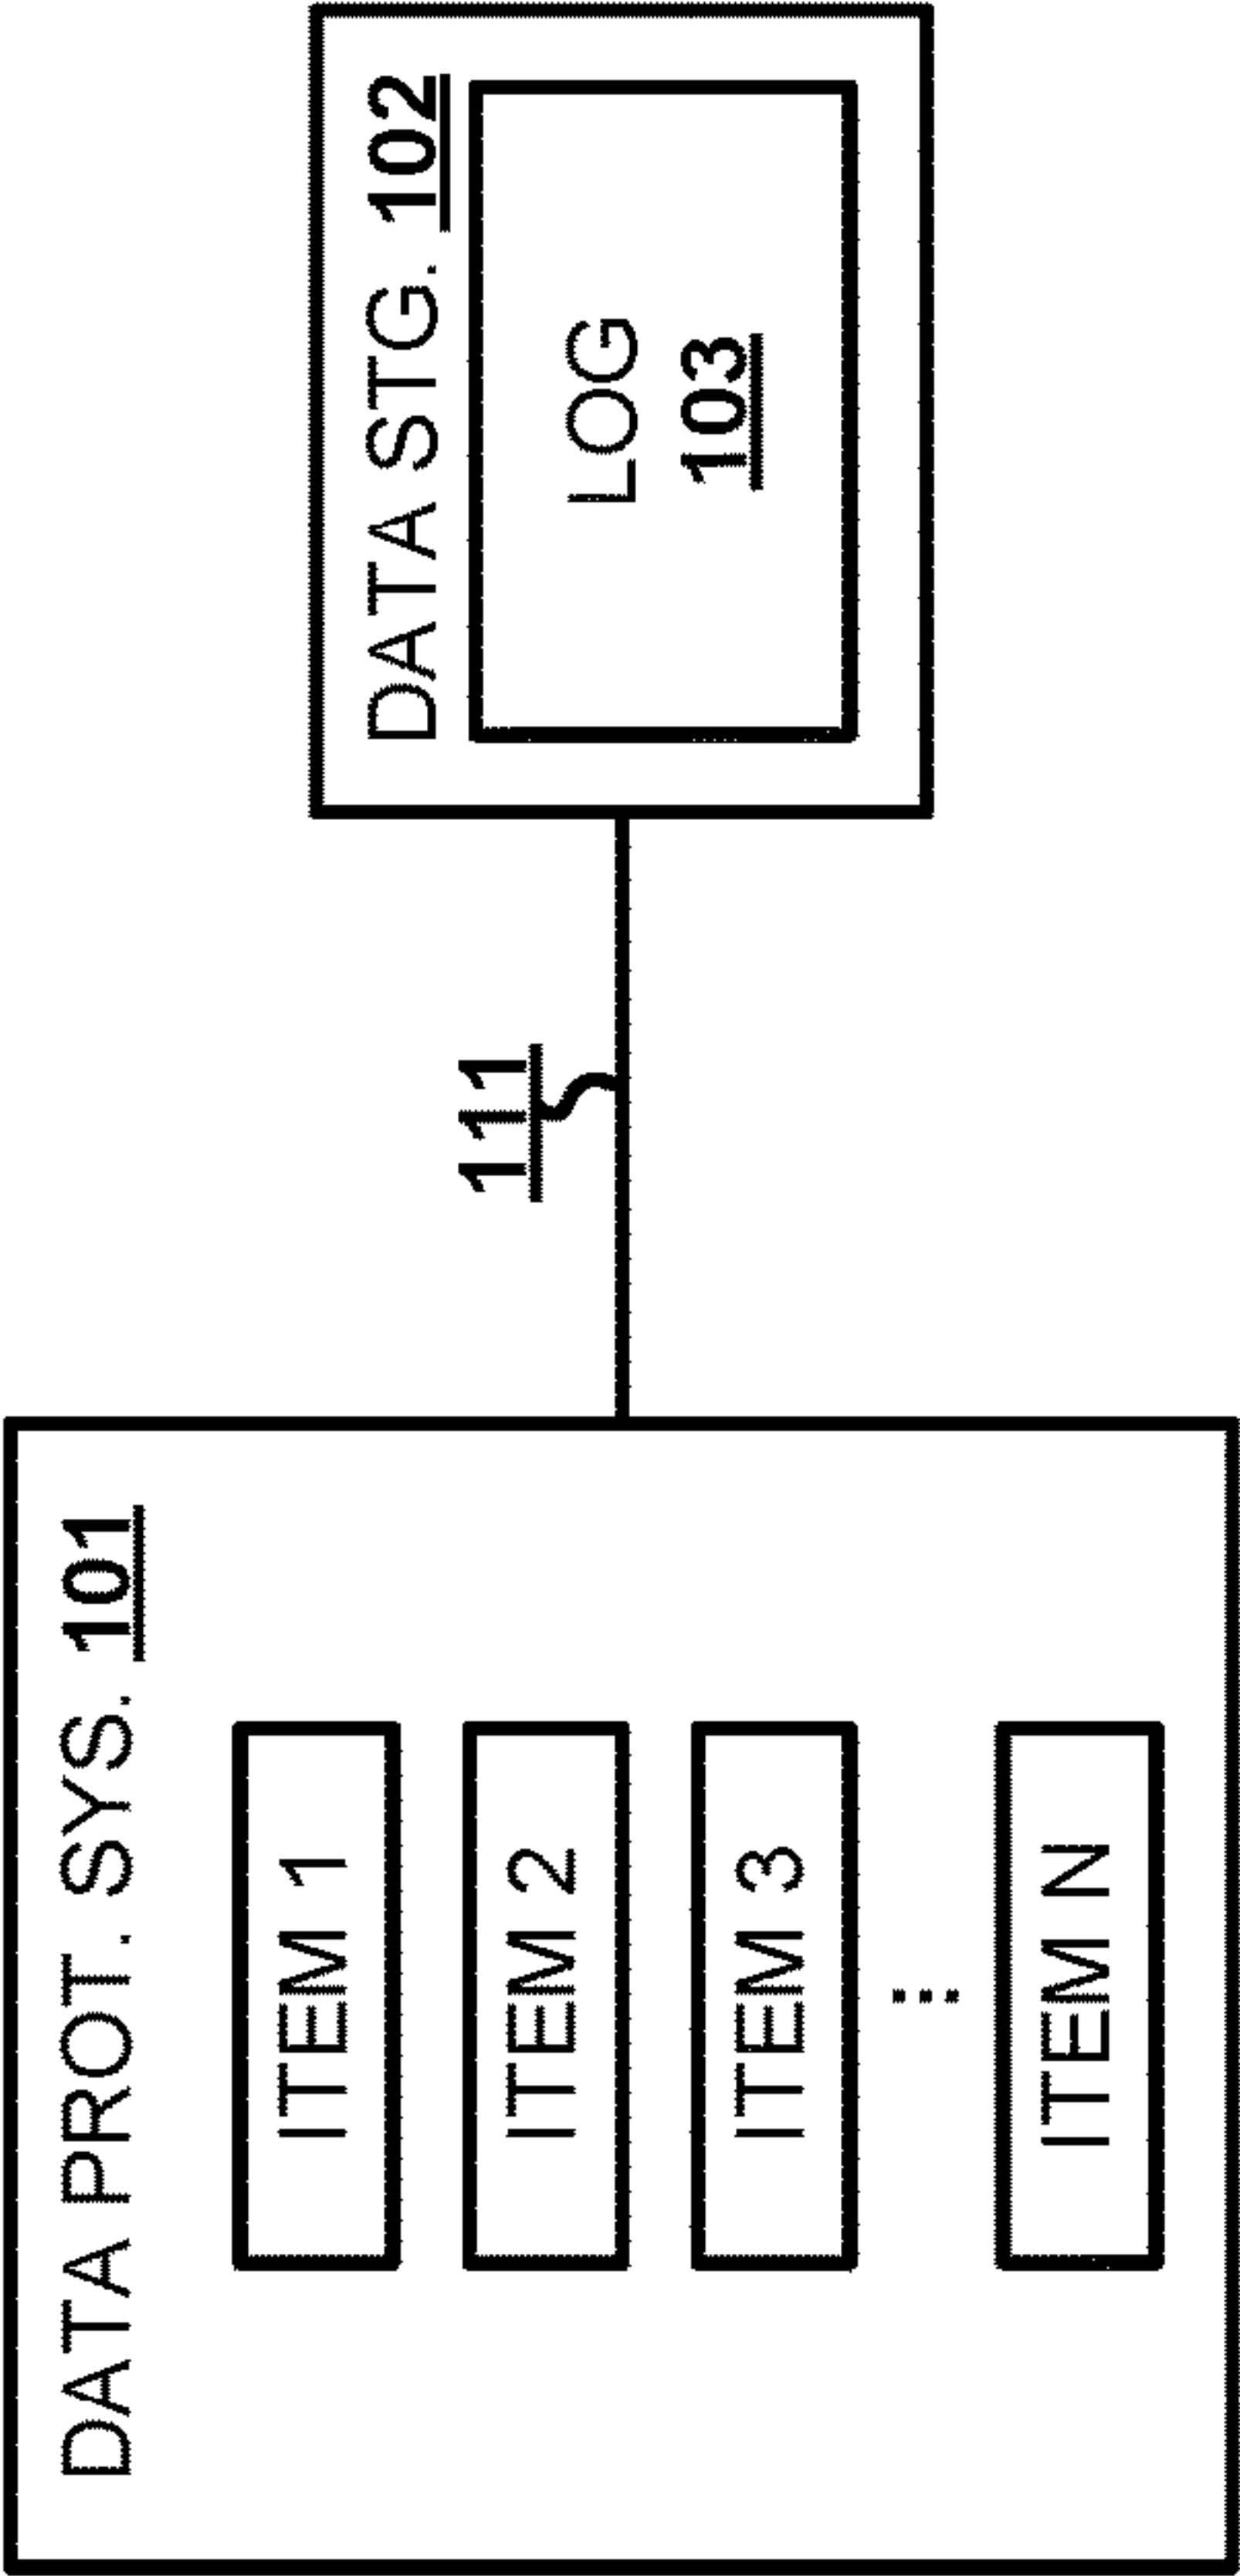 DATA PROT. SYS. 101
ITEM 1
ITEM 2
ITEM 3
...
ITEM N
111
DATA STG. 102
LOG
103